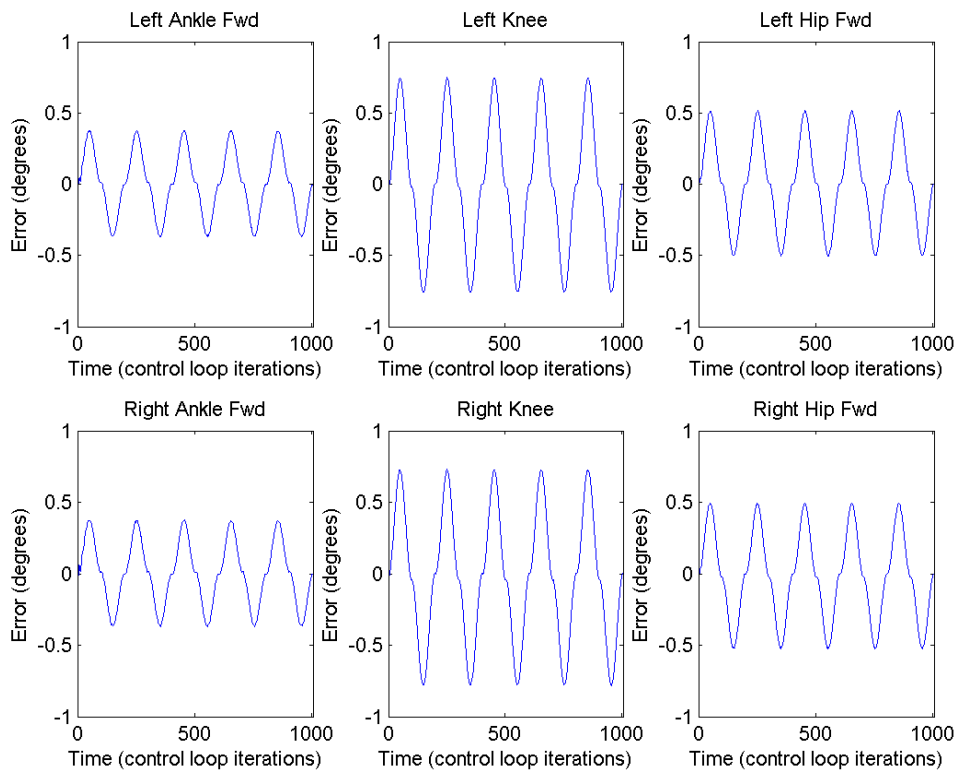 Left Ankle Fwd
1
0.5
0
-0.5
-1
Error (degrees)
0 500 1000
Time (control loop iterations)
Left Knee
1
0.5
0
-0.5
-1
Error (degrees)
0 500 1000
Time (control loop iterations)
Left Hip Fwd
1
0.5
0
-0.5
-1
Error (degrees)
0 500 1000
Time (control loop iterations)
Right Ankle Fwd
1
0.5
0
-0.5
-1
Error (degrees)
0 500 1000
Time (control loop iterations)
Right Knee
1
0.5
0
-0.5
-1
Error (degrees)
0 500 1000
Time (control loop iterations)
Right Hip Fwd
1
0.5
0
-0.5
-1
Error (degrees)
0 500 1000
Time (control loop iterations)